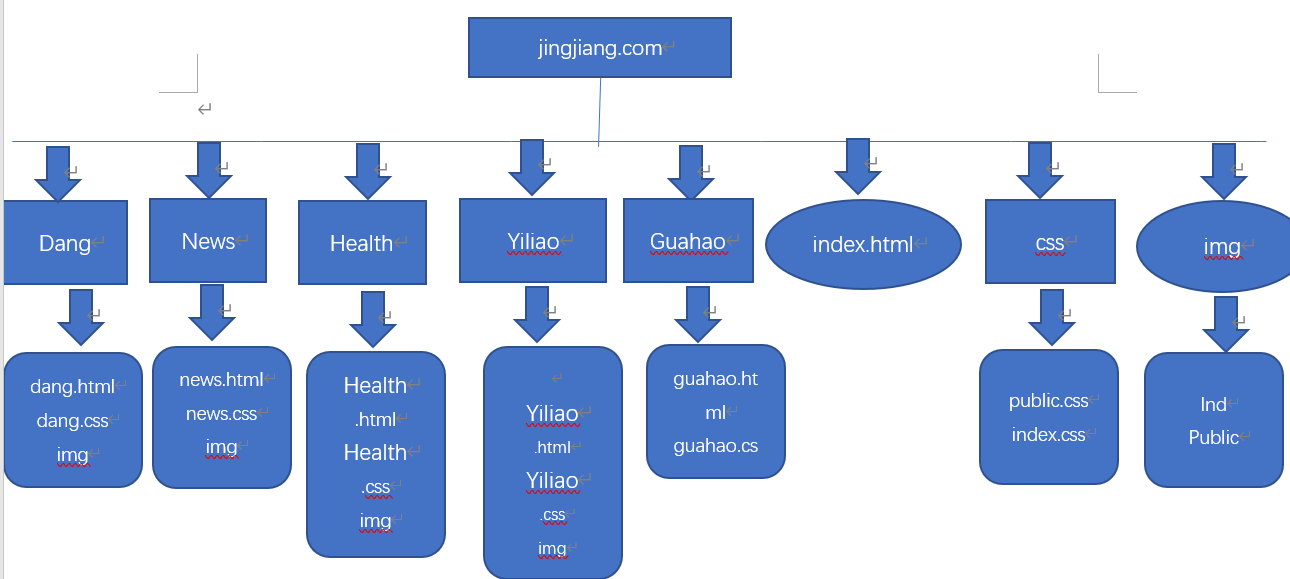 jingjiang.com
Dang
News
Health
Yiliao
Guahao
index.html
css
img
dang.html
dang.css
img
news.html
news.css
img
Health
.html
Health
.css
img
Yiliao
.html
Yiliao
.css
img
guahao.ht
ml
guahao.cs
public.css
index.css
Ind
Public